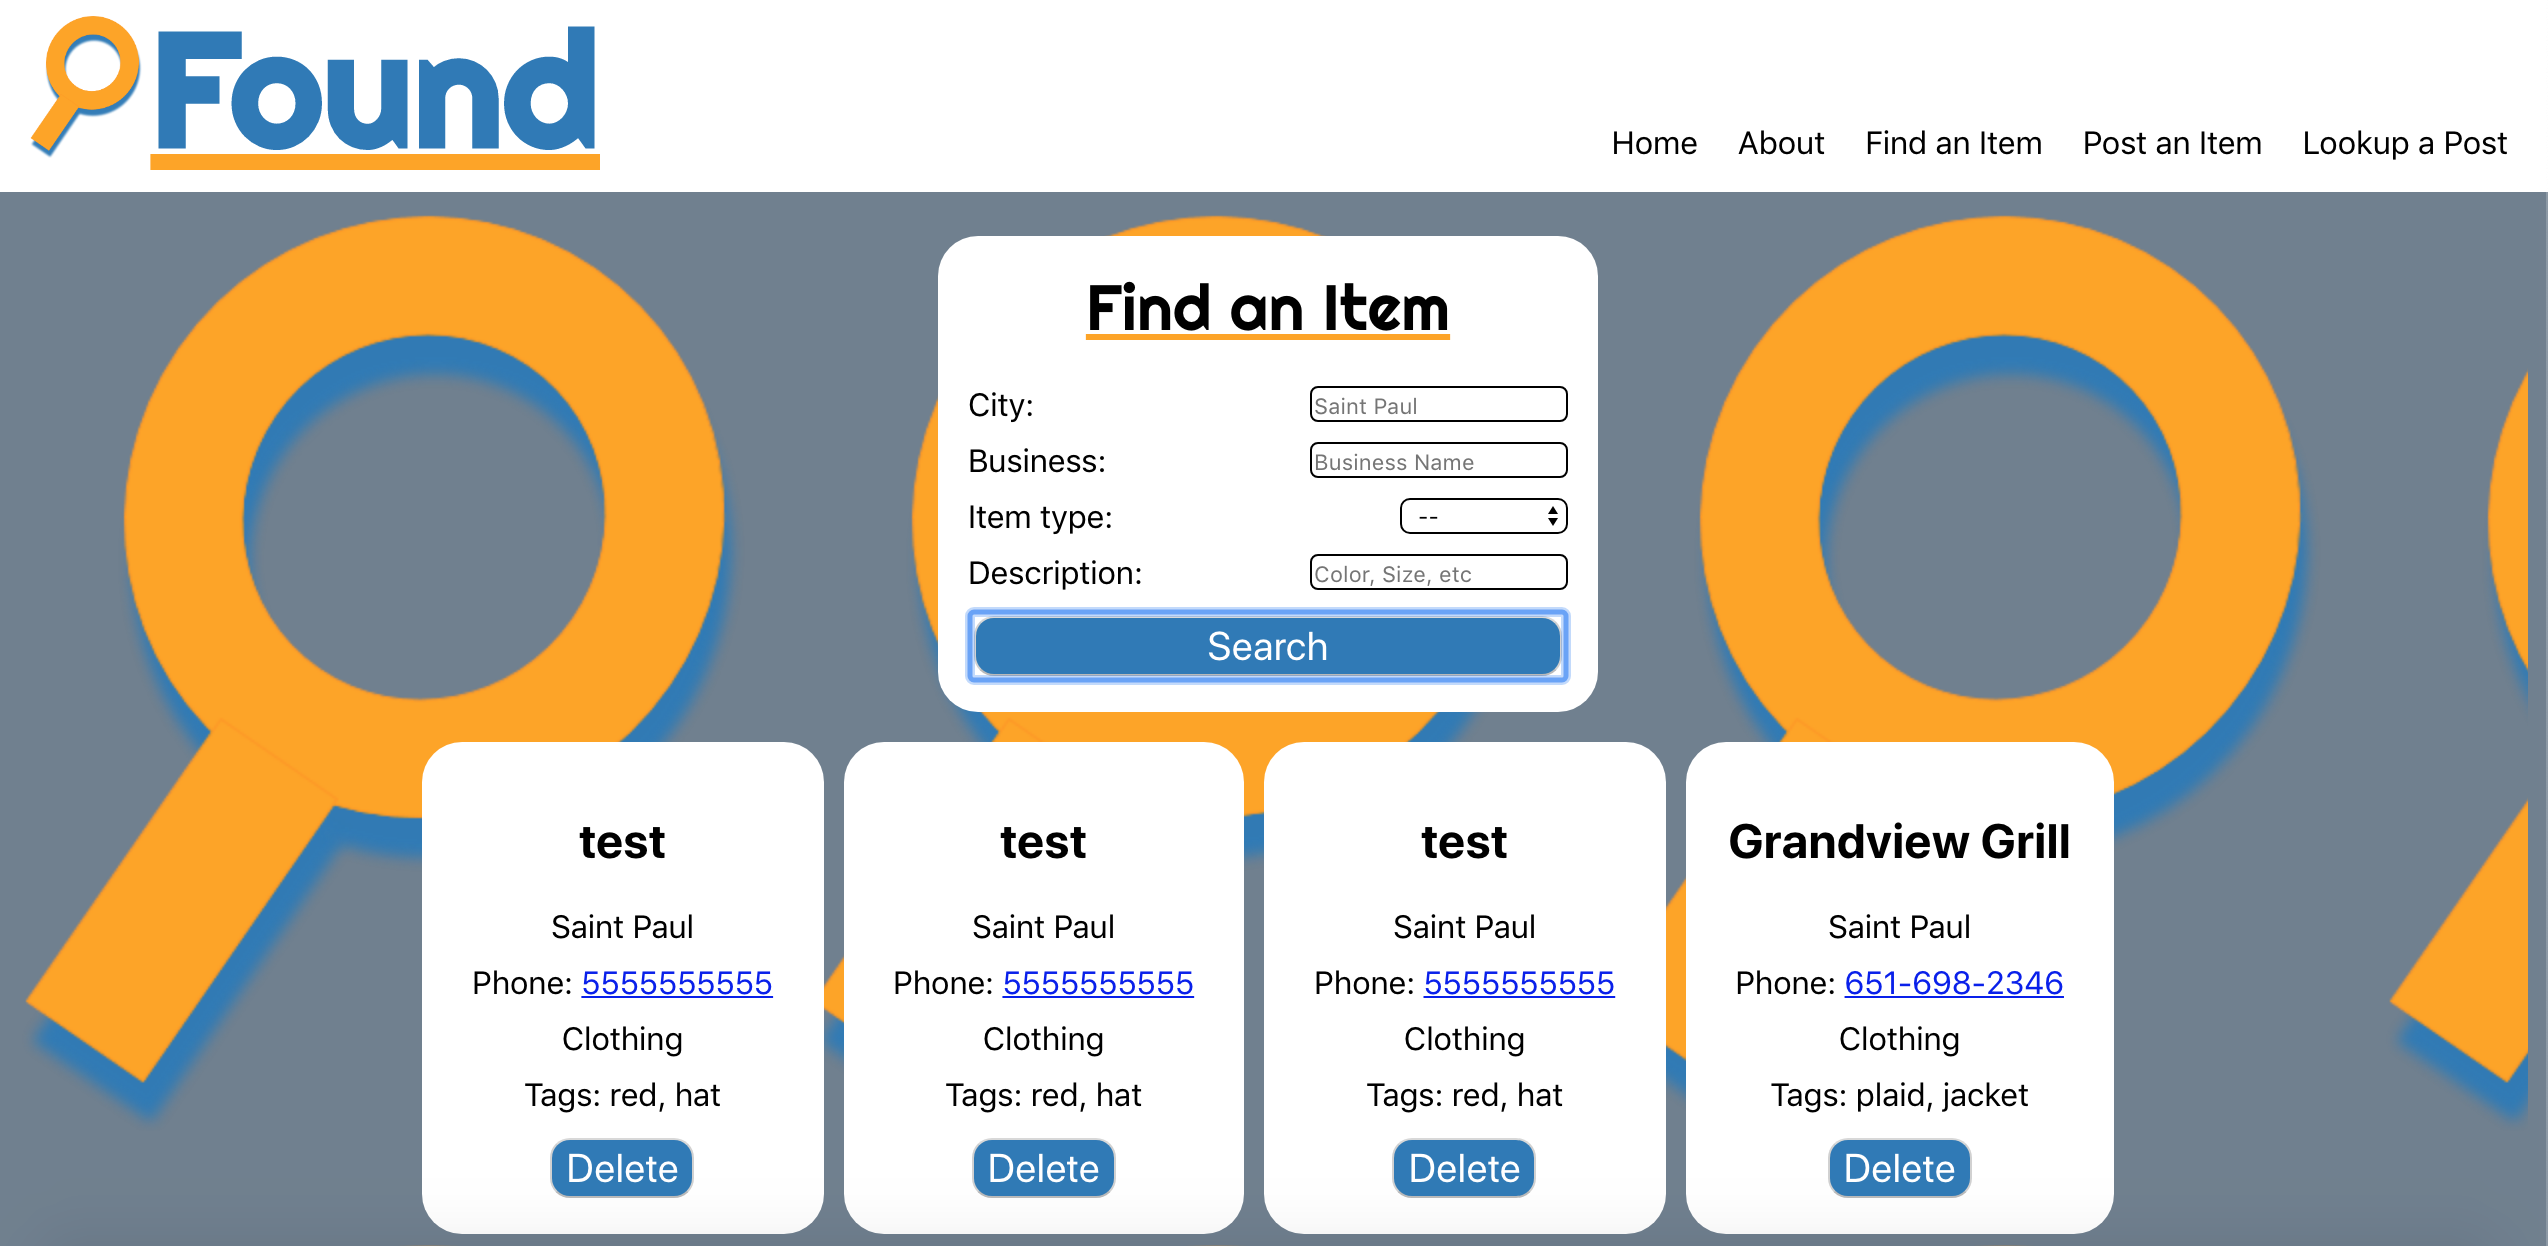 Found
Home About Find an Item Post an Item Lookup a Post
Find an Item
City: Saint Paul
Business: Business Name
Item type: --
Description: Color, Size, etc
Search
test
Saint Paul
Phone: 5555555555
Clothing
Tags: red, hat
Delete
test
Saint Paul
Phone: 5555555555
Clothing
Tags: red, hat
Delete
test
Saint Paul
Phone: 5555555555
Clothing
Tags: red, hat
Delete
Grandview Grill
Saint Paul
Phone: 651-698-2346
Clothing
Tags: plaid, jacket
Delete